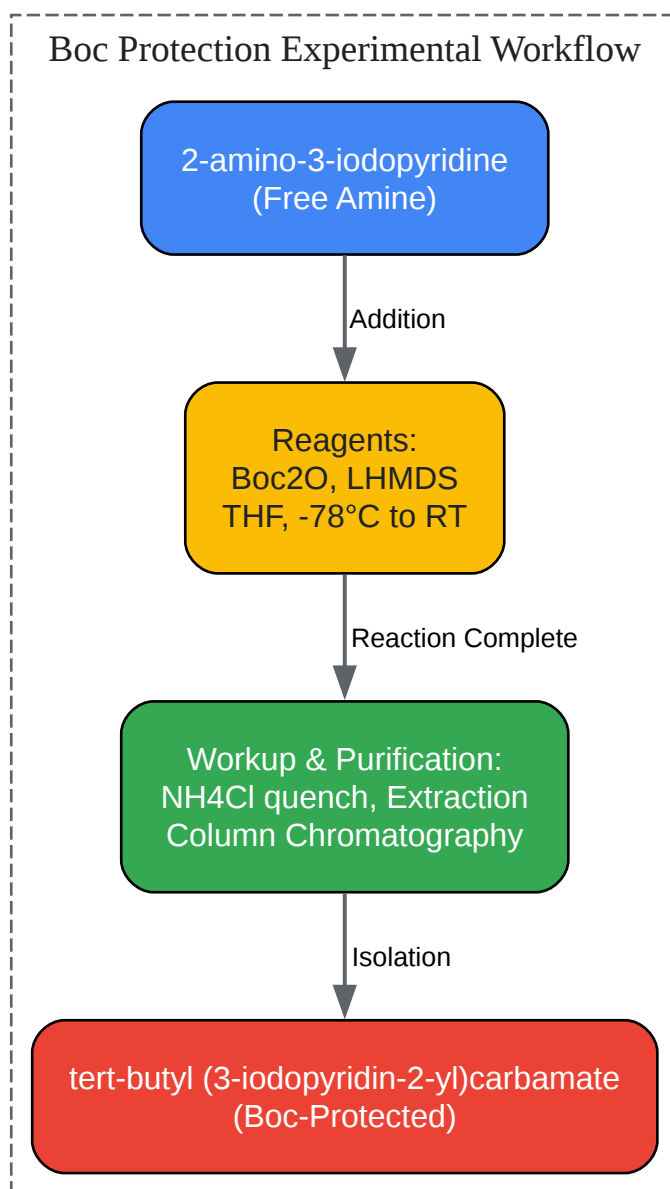 Boc Protection Experimental Workflow
2-amino-3-iodopyridine
(Free Amine)
Addition
Reagents:
Boc2O, LHMDS
THF, -78°C to RT
Reaction Complete
Workup & Purification:
NH4Cl quench, Extraction
Column Chromatography
Isolation
tert-butyl (3-iodopyridin-2-yl)carbamate
(Boc-Protected)